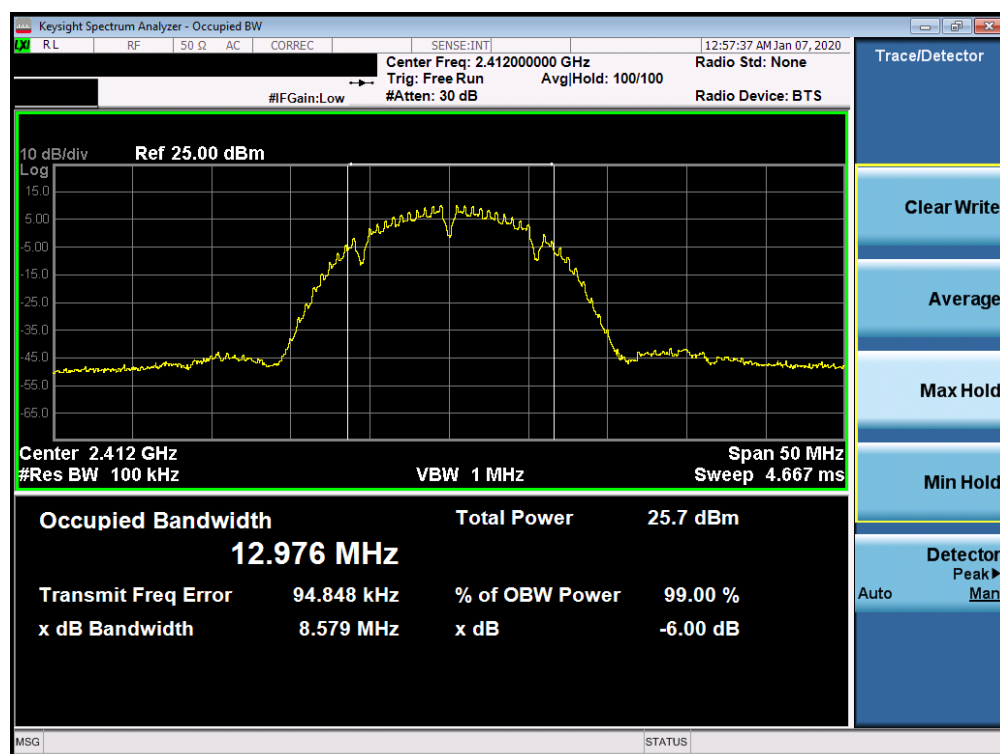 Keysight Spectrum Analyzer - Occupied BW
LXI RL RF 50 Ω AC CORREC SENSE:INT 12:57:37 AM Jan 07, 2020
Center Freq: 2.412000000 GHz Radio Std: None
Trig: Free Run Avg|Hold: 100/100
#IFGain:Low #Atten: 30 dB Radio Device: BTS
10 dB/div Ref 25.00 dBm
Log
15.0
5.00
-5.00
-15.0
-25.0
-35.0
-45.0
-55.0
-65.0
Center 2.412 GHz Span 50 MHz
#Res BW 100 kHz VBW 1 MHz Sweep 4.667 ms
Occupied Bandwidth Total Power 25.7 dBm
12.976 MHz
Transmit Freq Error 94.848 kHz % of OBW Power 99.00 %
x dB Bandwidth 8.579 MHz x dB -6.00 dB
MSG STATUS
Trace/Detector
Clear Write
Average
Max Hold
Min Hold
Detector
Peak▶
Auto Man